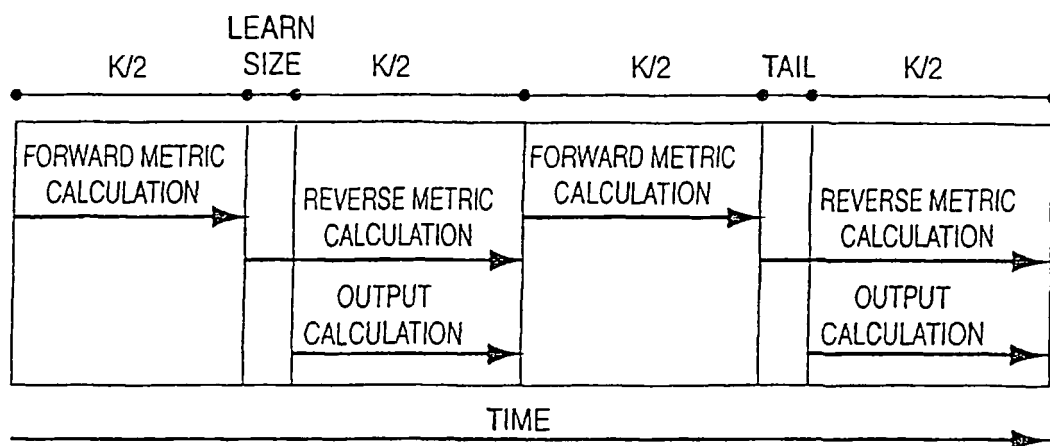 LEARN
SIZE
K/2
K/2
K/2
TAIL
K/2
FORWARD METRIC
CALCULATION
REVERSE METRIC
CALCULATION
OUTPUT
CALCULATION
FORWARD METRIC
CALCULATION
REVERSE METRIC
CALCULATION
OUTPUT
CALCULATION
TIME